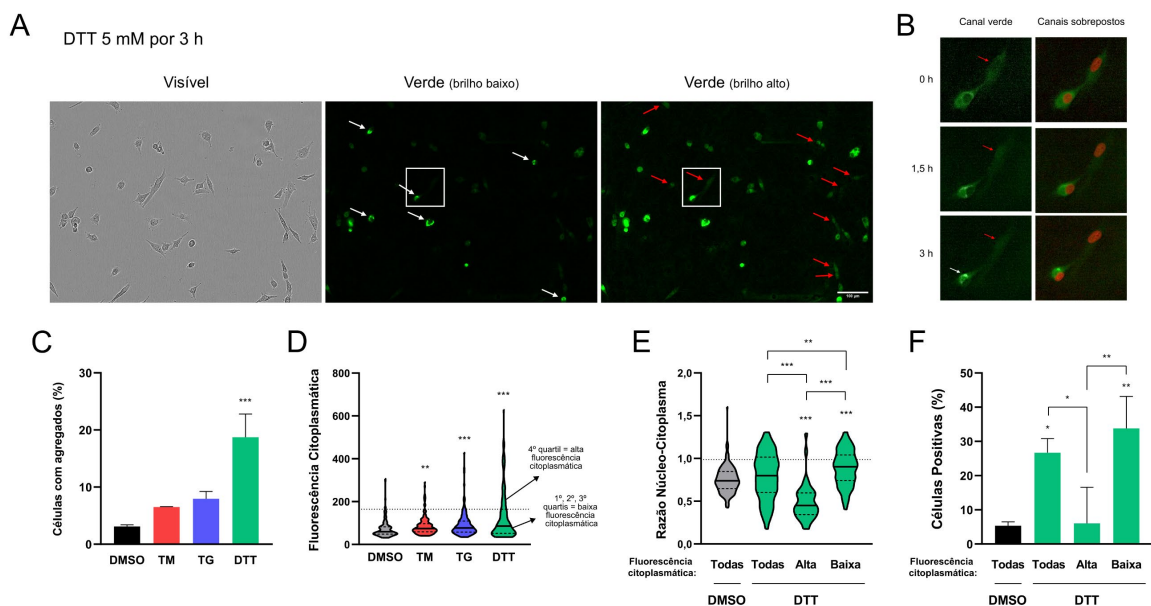 A
DTT 5 mM por 3 h
Visível
Verde (brilho baixo)
Verde (brilho alto)
100 µm
B
Canal verde
Canais sobrepostos
0 h
1,5 h
3 h
C
Células com agregados (%)
30
20
10
0
***
DMSO
TM
TG
DTT
D
Fluorescência Citoplasmática
800
600
400
200
0
**
***
***
4º quartil = alta
fluorescência
citoplasmática
1º, 2º, 3º
quartis = baixa
fluorescência
citoplasmática
DMSO
TM
TG
DTT
E
Razão Núcleo-Citoplasma
2,0
1,5
1,0
0,5
0,0
**
***
***
***
***
Fluorescência
citoplasmática:
Todas
Todas
Alta
Baixa
DMSO
DTT
F
Células Positivas (%)
50
40
30
20
10
0
**
*
**
*
Fluorescência
citoplasmática:
Todas
Todas
Alta
Baixa
DMSO
DTT